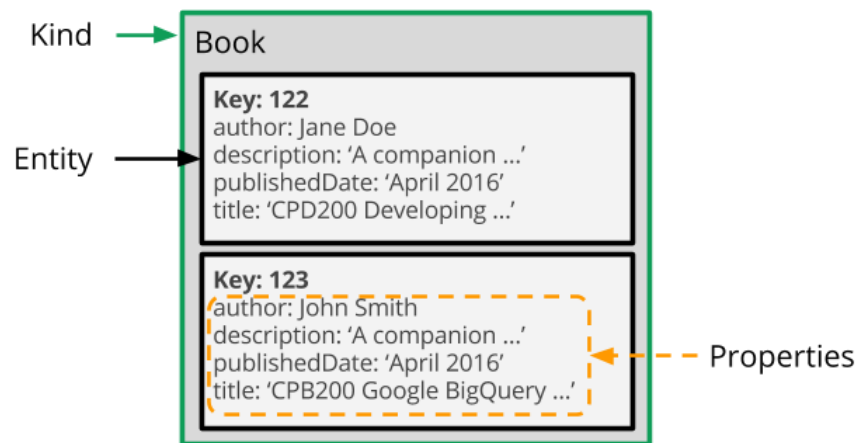 Kind
Book
Key: 122
author: Jane Doe
description: ‘A companion ...’
Entity
publishedDate: ‘April 2016’
title: ‘CPD200 Developing ...’
Key: 123
author: John Smith
description: ‘A companion ...’
publishedDate: ‘April 2016’
Properties
title: ‘CPB200 Google BigQuery ...’